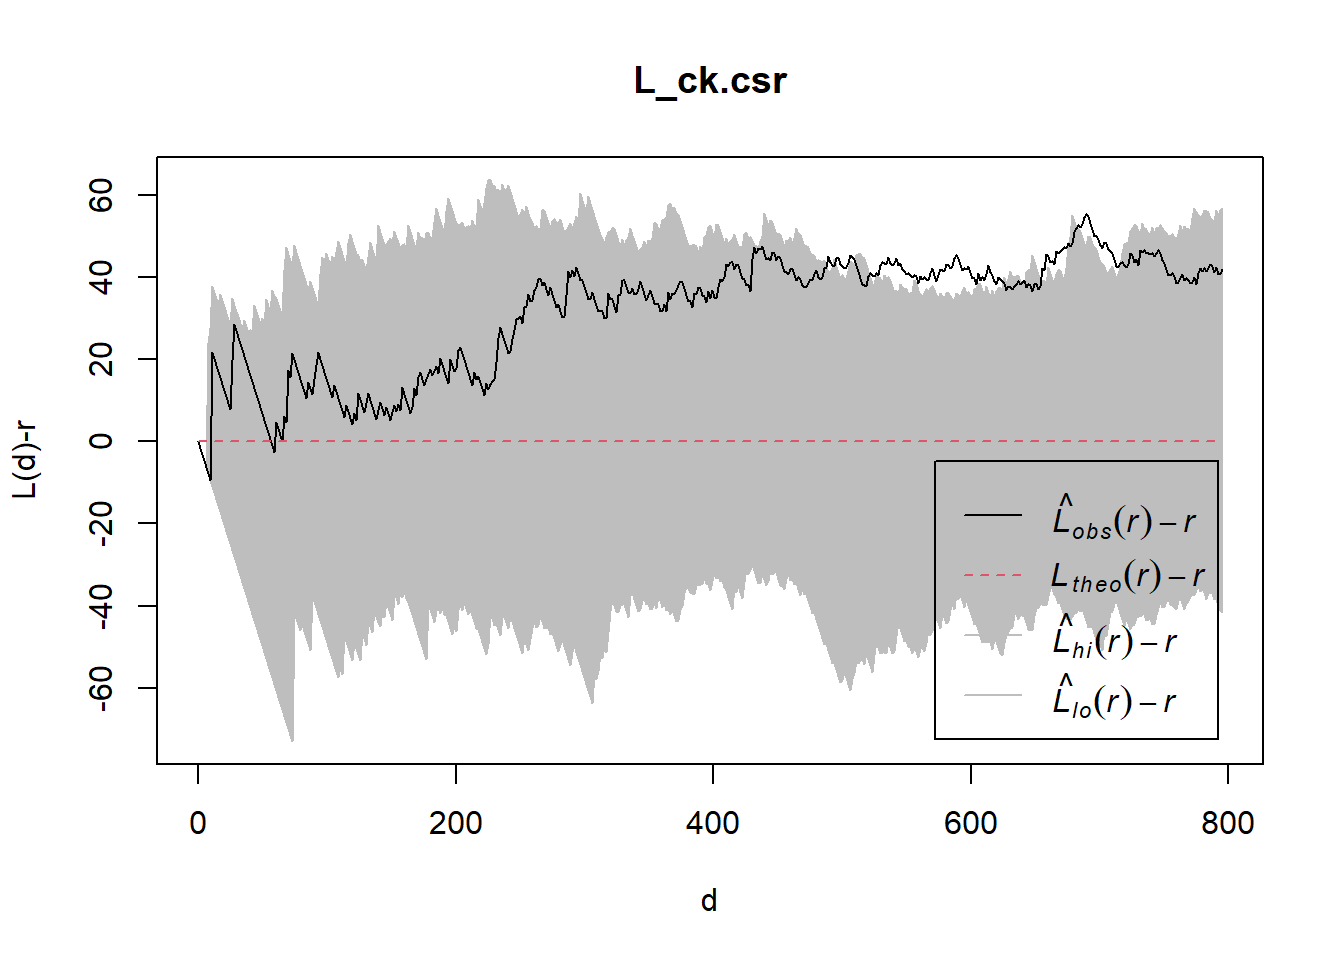 L_ck.csr
L(d)-r
60
40
20
0
-20
-40
-60
0 200 400 600 800
d
L̂obs(r) − r
Ltheo(r) − r
L̂hi(r) − r
L̂lo(r) − r